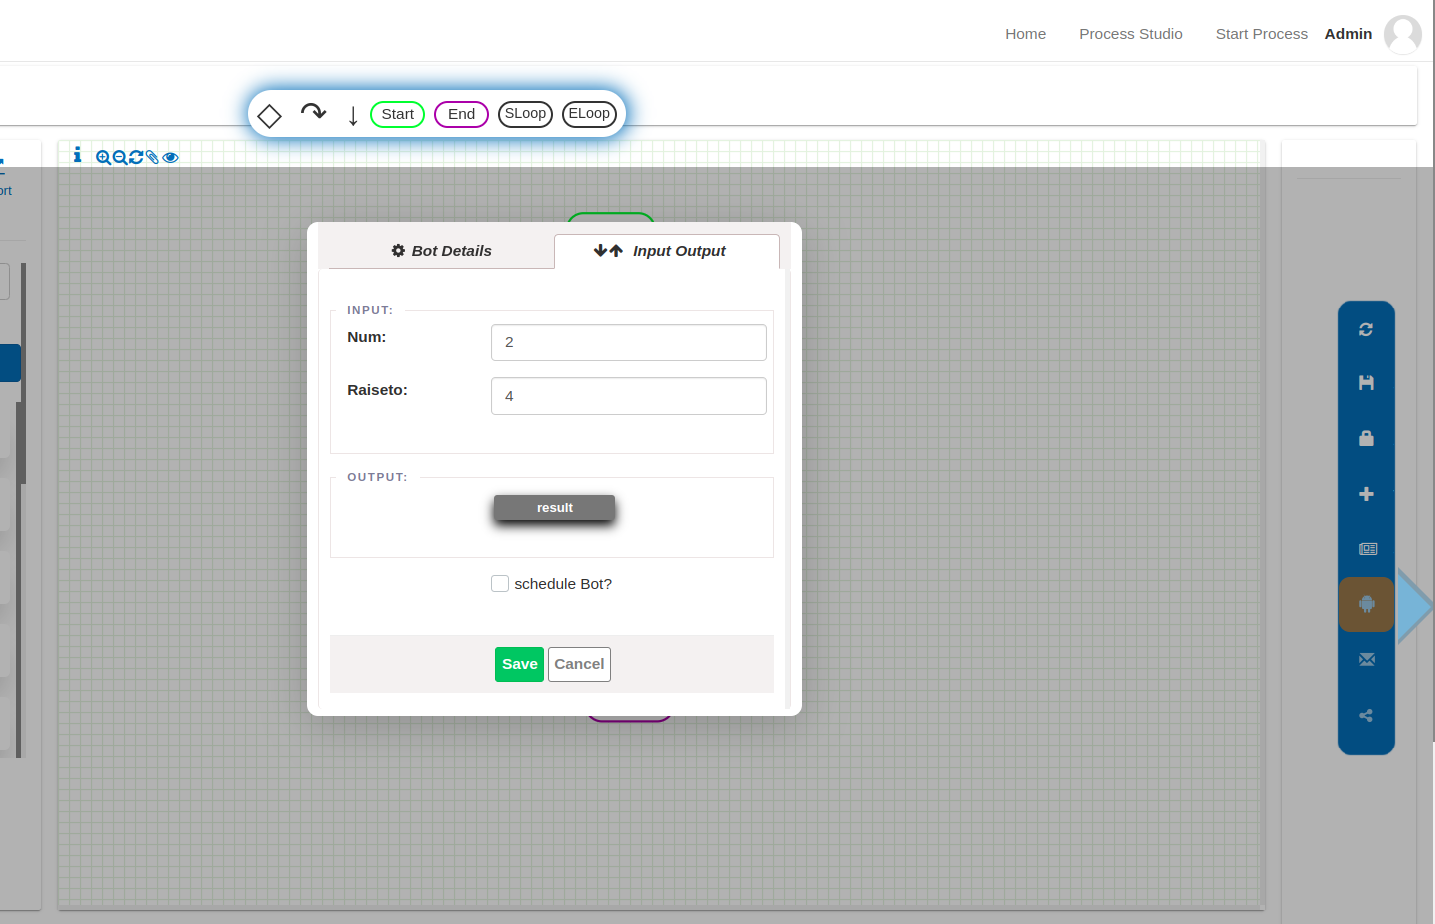 Home Process Studio Start Process Admin
Start End SLoop ELoop
ort
Bot Details Input Output
INPUT:
Num: 2
Raiseto: 4
OUTPUT:
result
schedule Bot?
Save Cancel